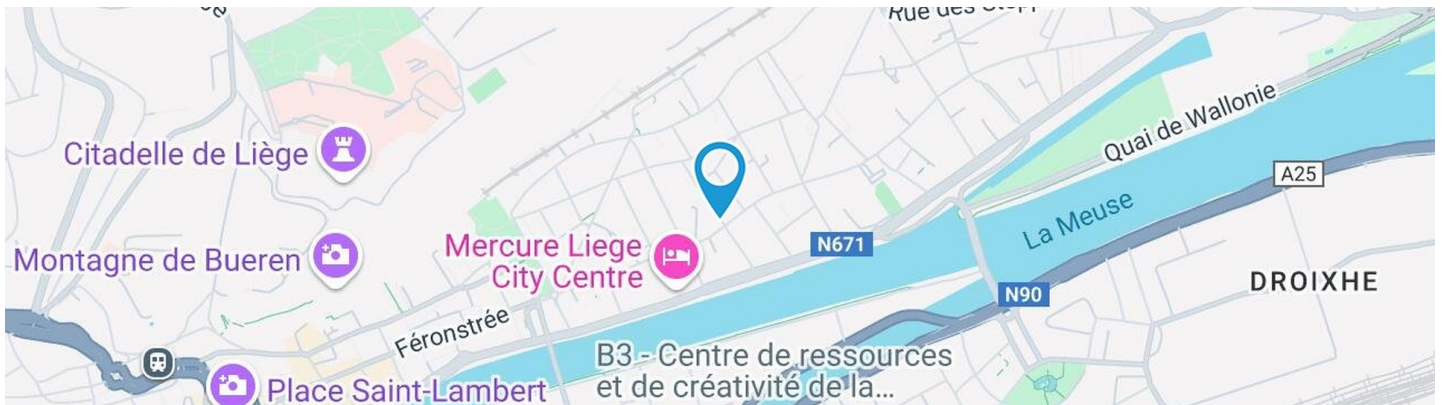 Rue des Stepp
Quai de Wallonie
Citadelle de Liège
A25
La Meuse
Mercure Liege
City Centre
N671
Montagne de Bueren
DROIXHE
N90
Féronstrée
B3 - Centre de ressources
et de créativité de la...
Place Saint-Lambert